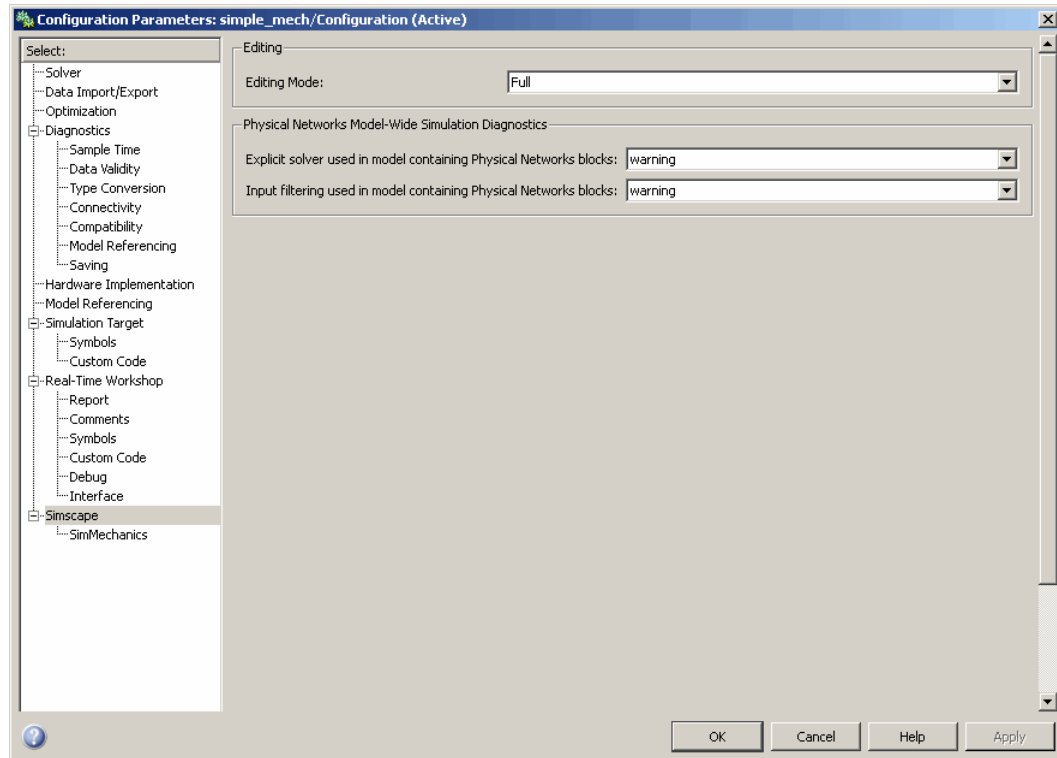 Configuration Parameters: simple_mech/Configuration (Active)
Select:
Solver
Data Import/Export
Optimization
Diagnostics
Sample Time
Data Validity
Type Conversion
Connectivity
Compatibility
Model Referencing
Saving
Hardware Implementation
Model Referencing
Simulation Target
Symbols
Custom Code
Real-Time Workshop
Report
Comments
Symbols
Custom Code
Debug
Interface
Simscape
SimMechanics
Editing
Editing Mode: Full
Physical Networks Model-Wide Simulation Diagnostics
Explicit solver used in model containing Physical Networks blocks: warning
Input filtering used in model containing Physical Networks blocks: warning
OK Cancel Help Apply